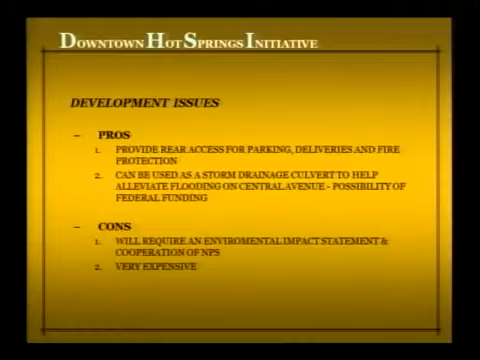 DOWNTOWN HOT SPRINGS INITIATIVE
DEVELOPMENT ISSUES
– PROS
1. PROVIDE REAR ACCESS FOR PARKING, DELIVERIES AND FIRE
PROTECTION
2. CAN BE USED AS A STORM DRAINAGE CULVERT TO HELP
ALLEVIATE FLOODING ON CENTRAL AVENUE – POSSIBILITY OF
FEDERAL FUNDING
– CONS
1. WILL REQUIRE AN ENVIROMENTAL IMPACT STATEMENT &
COOPERATION OF NPS
2. VERY EXPENSIVE